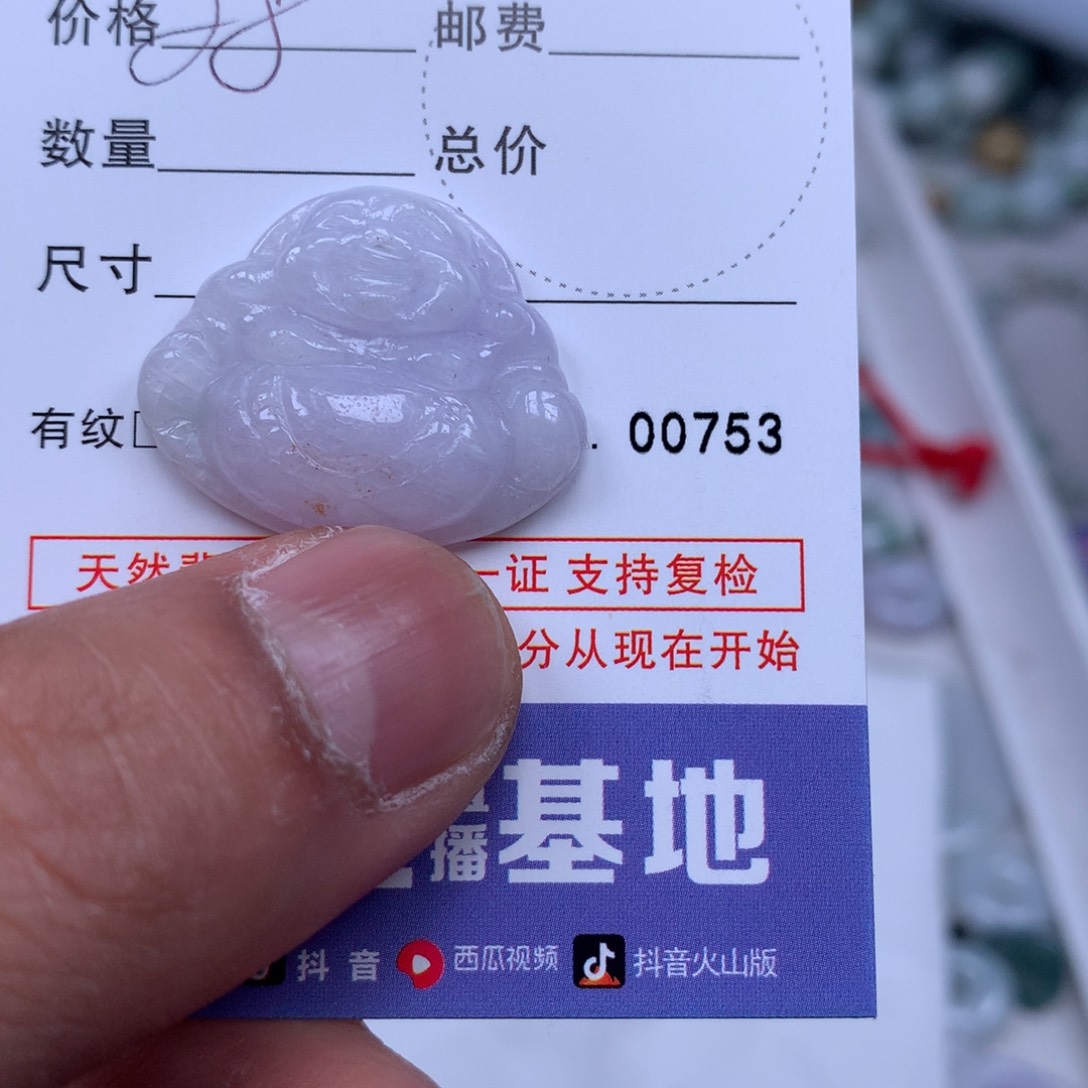 价格 邮费
数量 总价
尺寸
有纹□ . 00753
天然 一证 支持复检
分从现在开始
播 基地
抖音 西瓜视频 抖音火山版